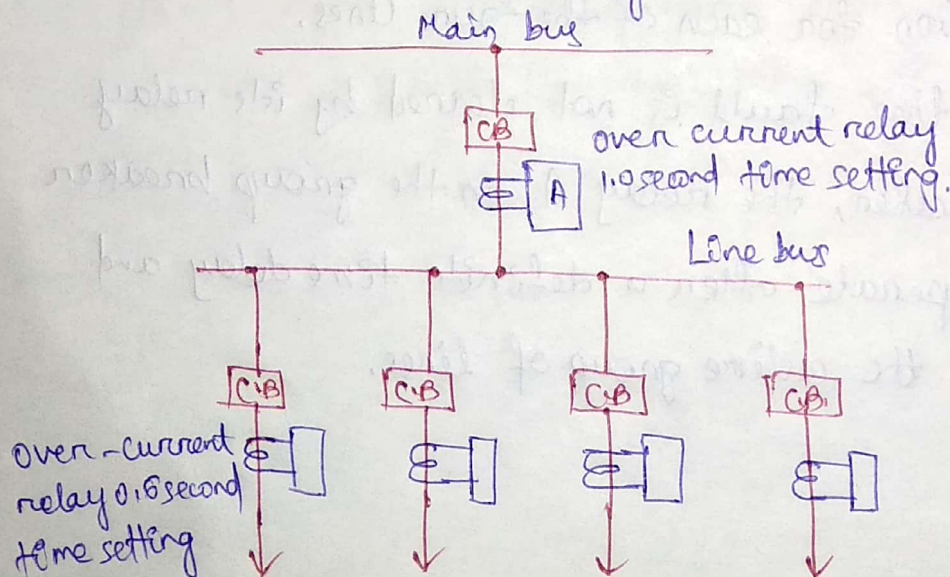 Main bus
CB
over current relay
1.0 second time setting.
A
Line bus
C.B
C.B
C.B
C.B.
over-current
relay 0.6 second
time setting